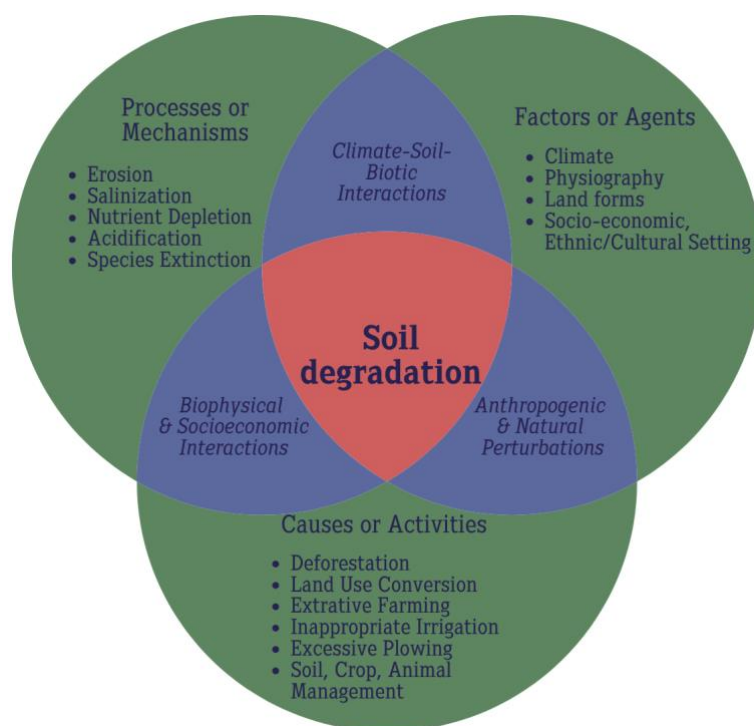 Processes or
Mechanisms
• Erosion
• Salinization
• Nutrient Depletion
• Acidification
• Species Extinction
Climate-Soil-
Biotic
Interactions
Factors or Agents
• Climate
• Physiography
• Land forms
• Socio-economic,
Ethnic/Cultural Setting
Soil
degradation
Biophysical
& Socioeconomic
Interactions
Anthropogenic
& Natural
Perturbations
Causes or Activities
• Deforestation
• Land Use Conversion
• Extrative Farming
• Inappropriate Irrigation
• Excessive Plowing
• Soil, Crop, Animal
Management